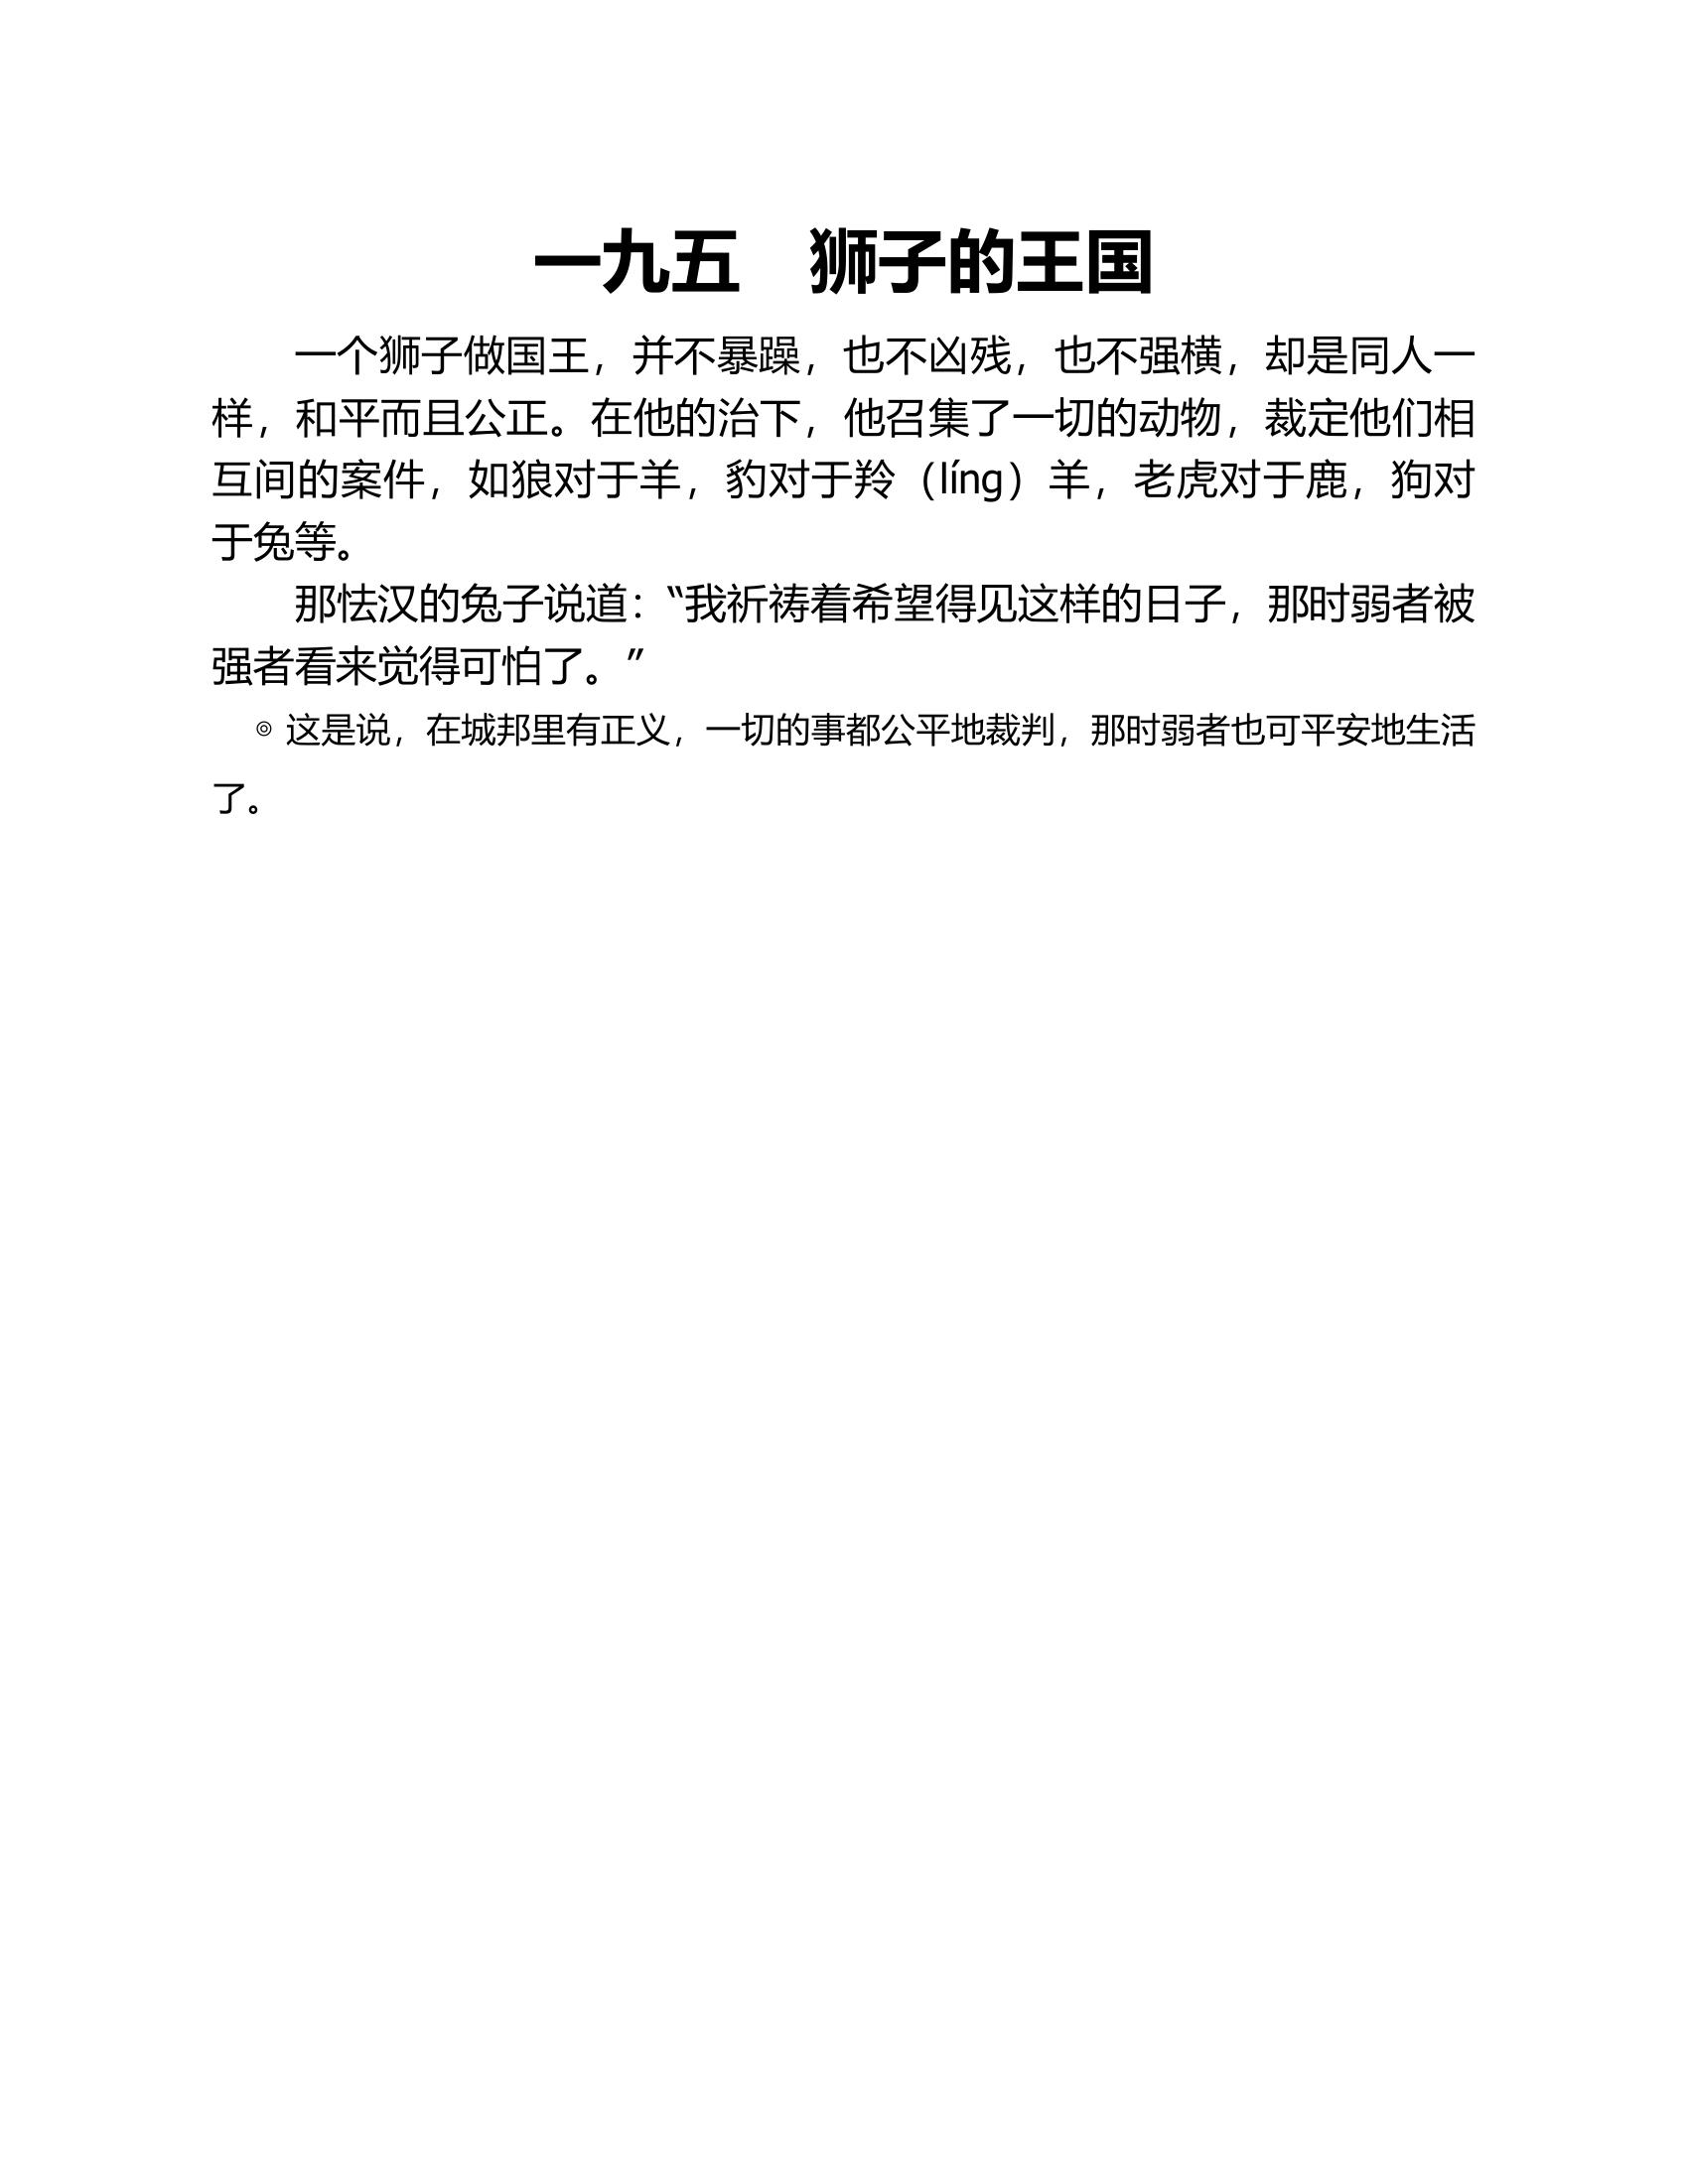 一九五　狮子的王国
一个狮子做国王，并不暴躁，也不凶残，也不强横，却是同人一
样，和平而且公正。在他的治下，他召集了一切的动物，裁定他们相
互间的案件，如狼对于羊，豹对于羚（líng）羊，老虎对于鹿，狗对
于兔等。
那怯汉的兔子说道：“我祈祷着希望得见这样的日子，那时弱者被
强者看来觉得可怕了。”
◎ 这是说，在城邦里有正义，一切的事都公平地裁判，那时弱者也可平安地生活
了。